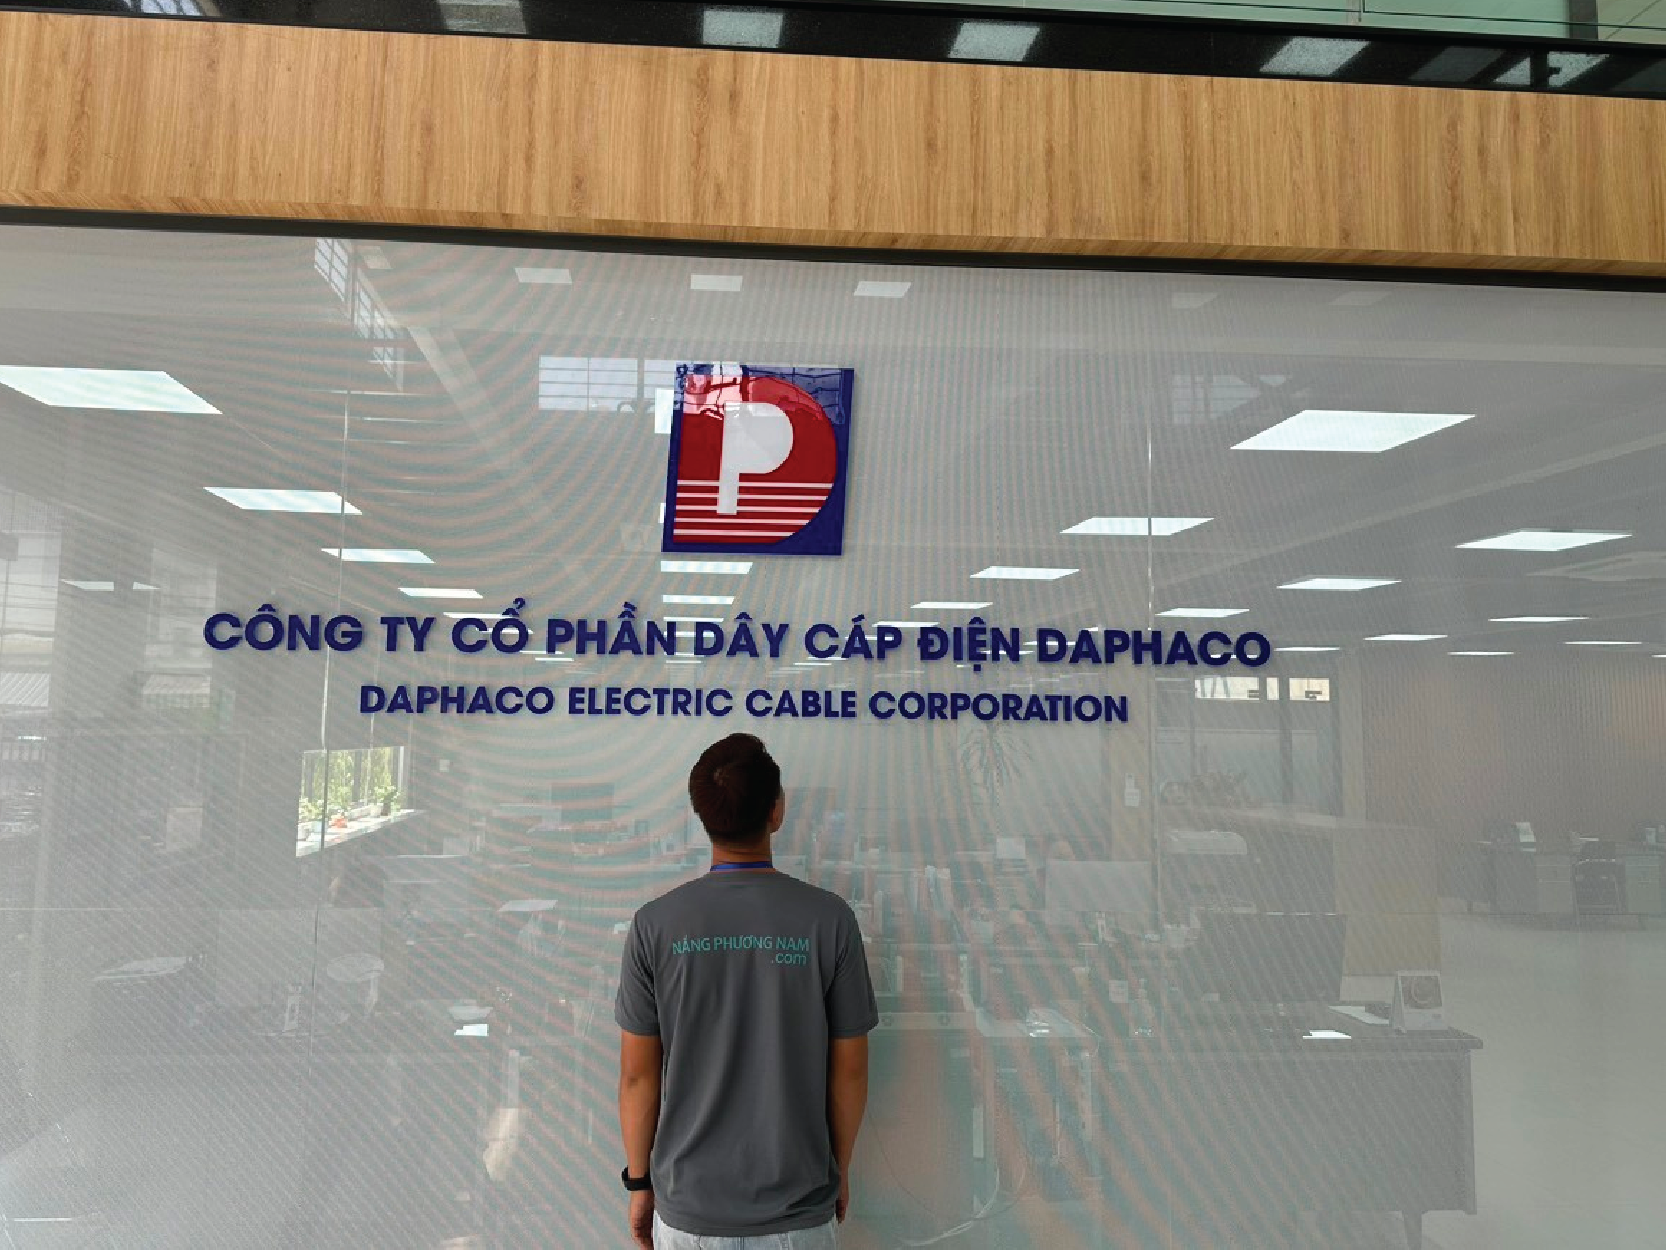 P
CÔNG TY CỔ PHẦN DÂY CÁP ĐIỆN DAPHACO
DAPHACO ELECTRIC CABLE CORPORATION
NẮNG PHƯƠNG NAM
.com